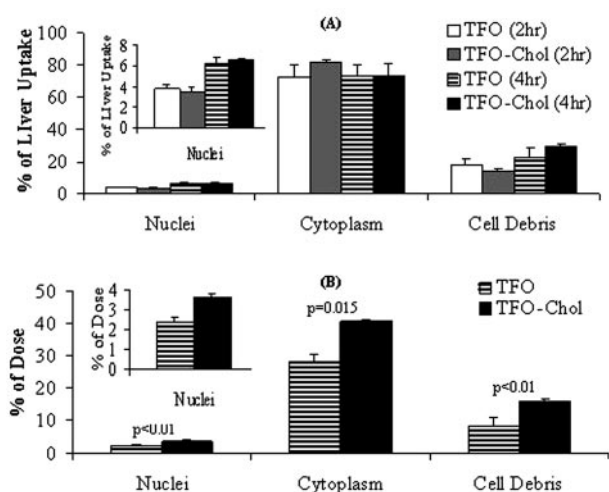 (A)
% of LIver Uptake
100
80
60
40
20
0
% of LIver Uptake
8
6
4
2
0
Nuclei
TFO (2hr)
TFO-Chol (2hr)
TFO (4hr)
TFO-Chol (4hr)
Nuclei
Cytoplasm
Cell Debris
(B)
% of Dose
50
40
30
20
10
0
% of Dose
4
3
2
1
0
Nuclei
TFO
TFO-Chol
p<0.01
p=0.015
p<0.01
Nuclei
Cytoplasm
Cell Debris